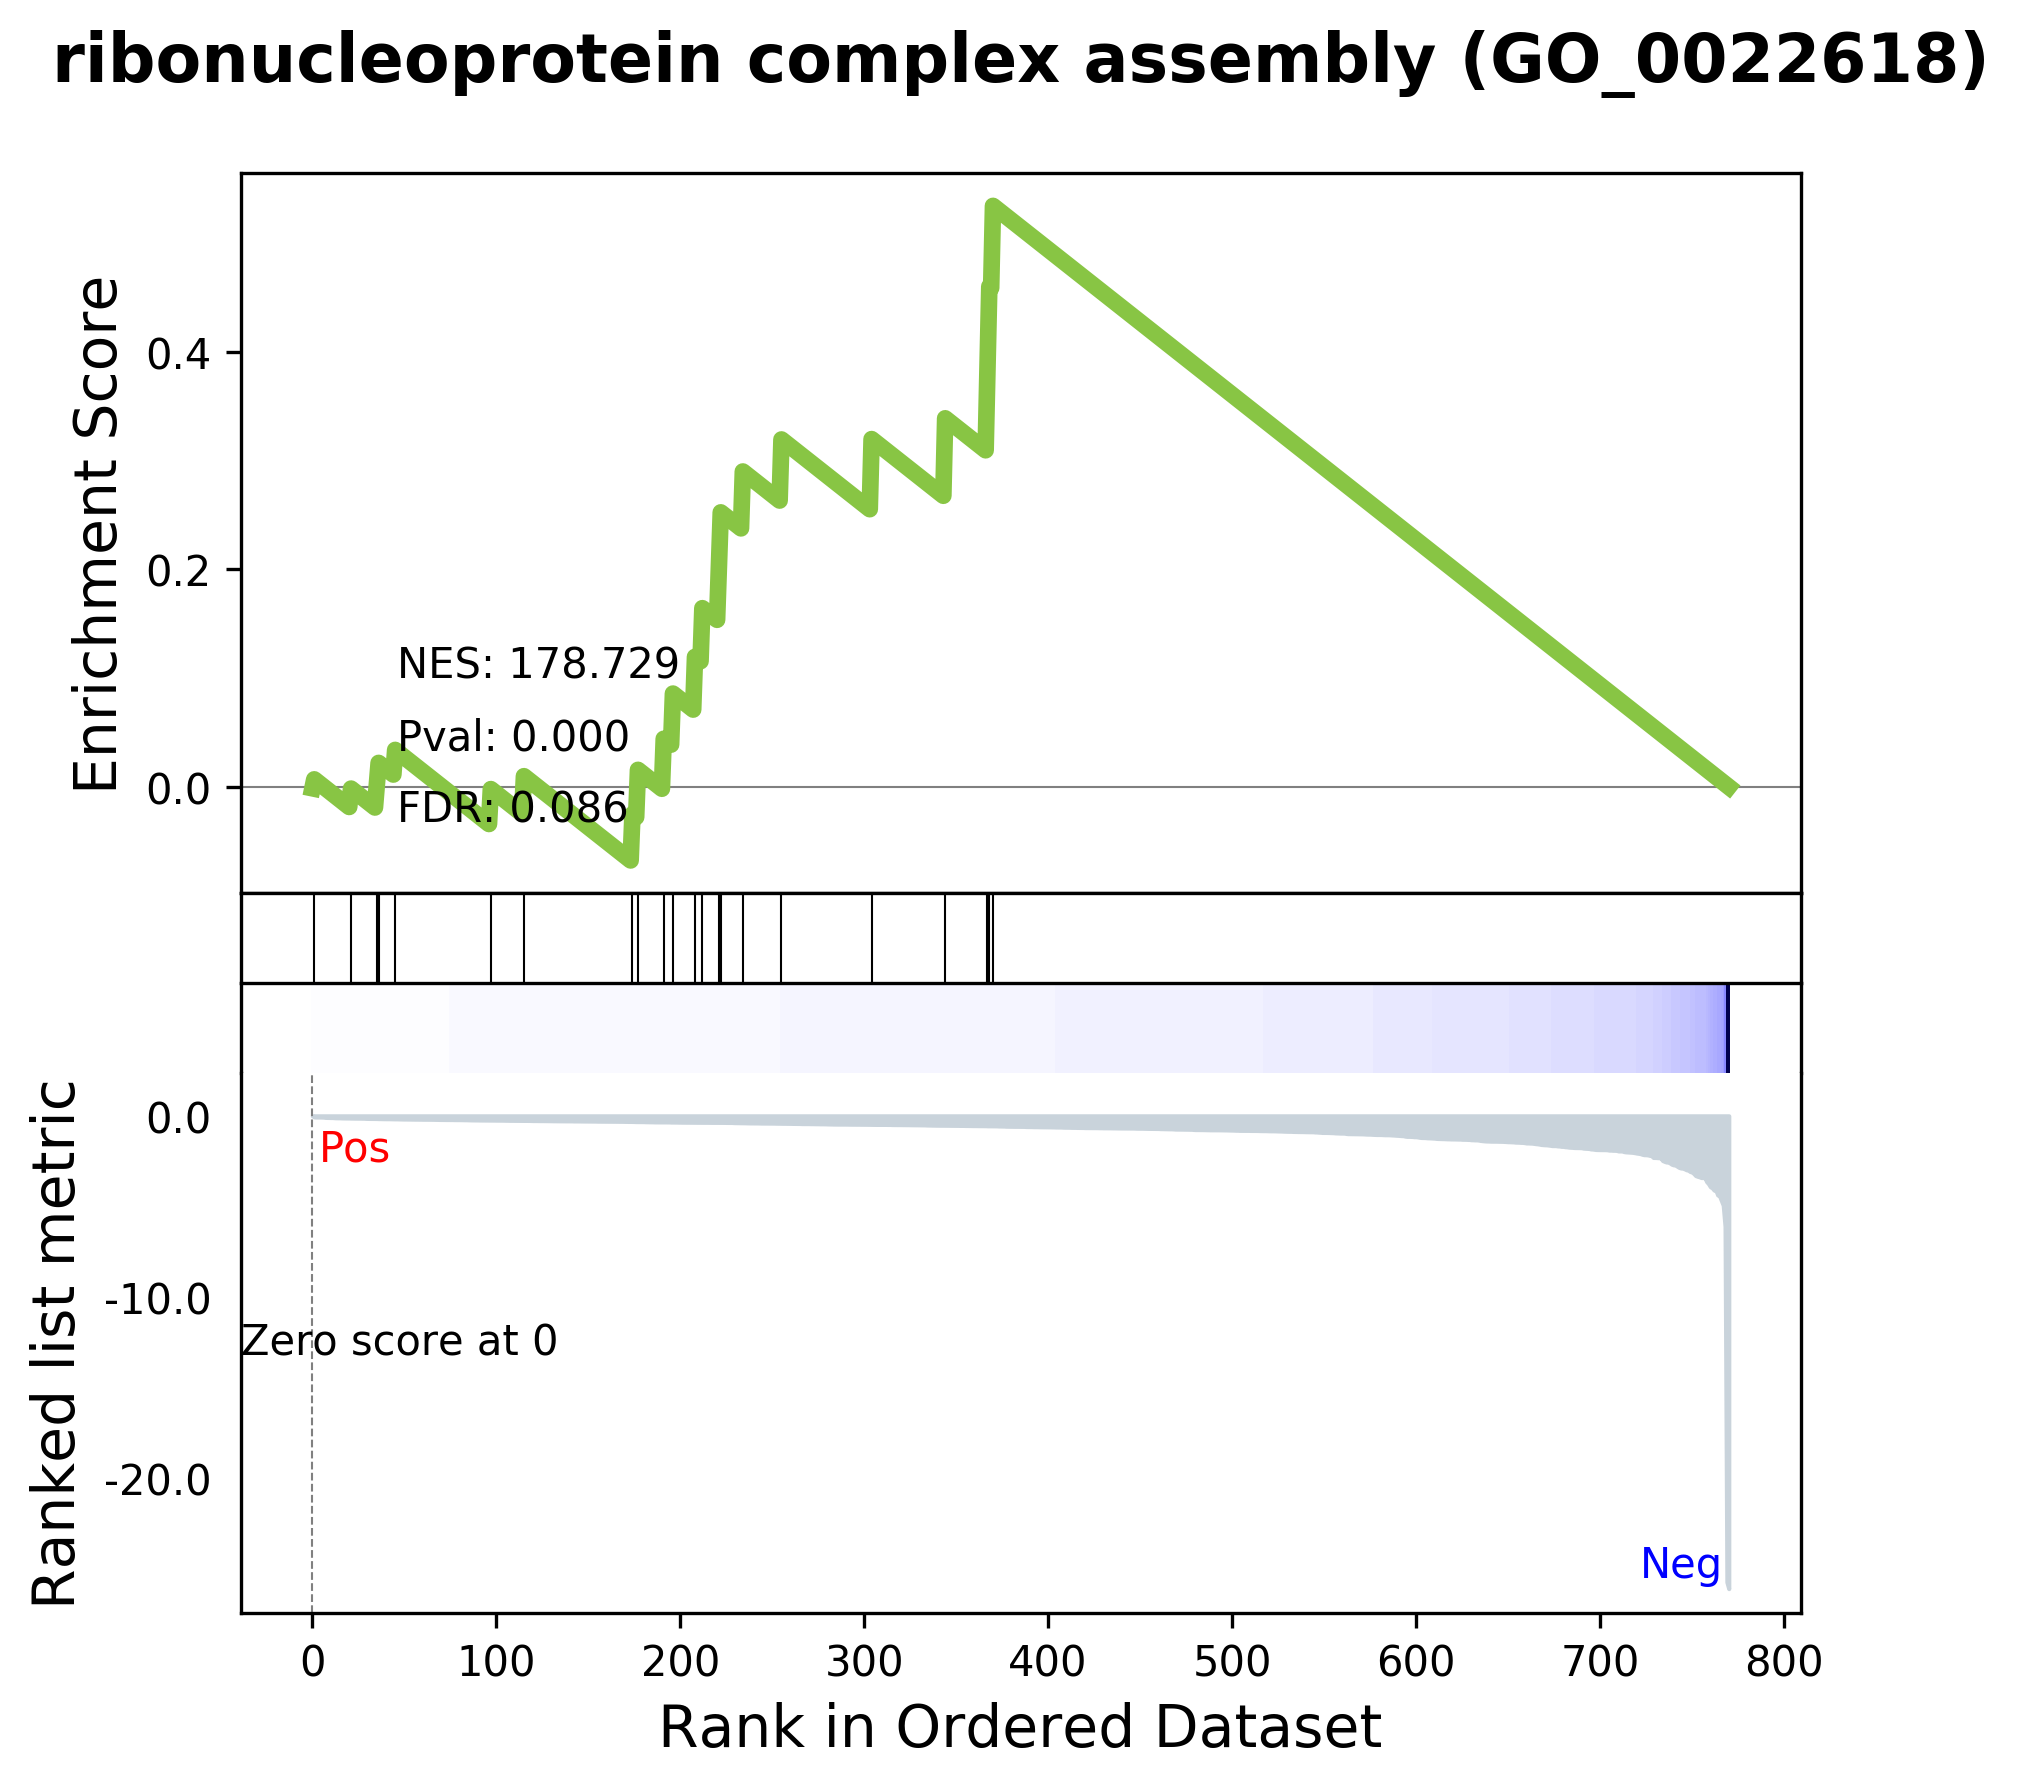 ribonucleoprotein complex assembly (GO_0022618)
Enrichment Score
0.4
0.2
0.0
NES: 178.729
Pval: 0.000
FDR: 0.086
Ranked list metric
0.0
-10.0
-20.0
Pos
Zero score at 0
Neg
0 100 200 300 400 500 600 700 800
Rank in Ordered Dataset